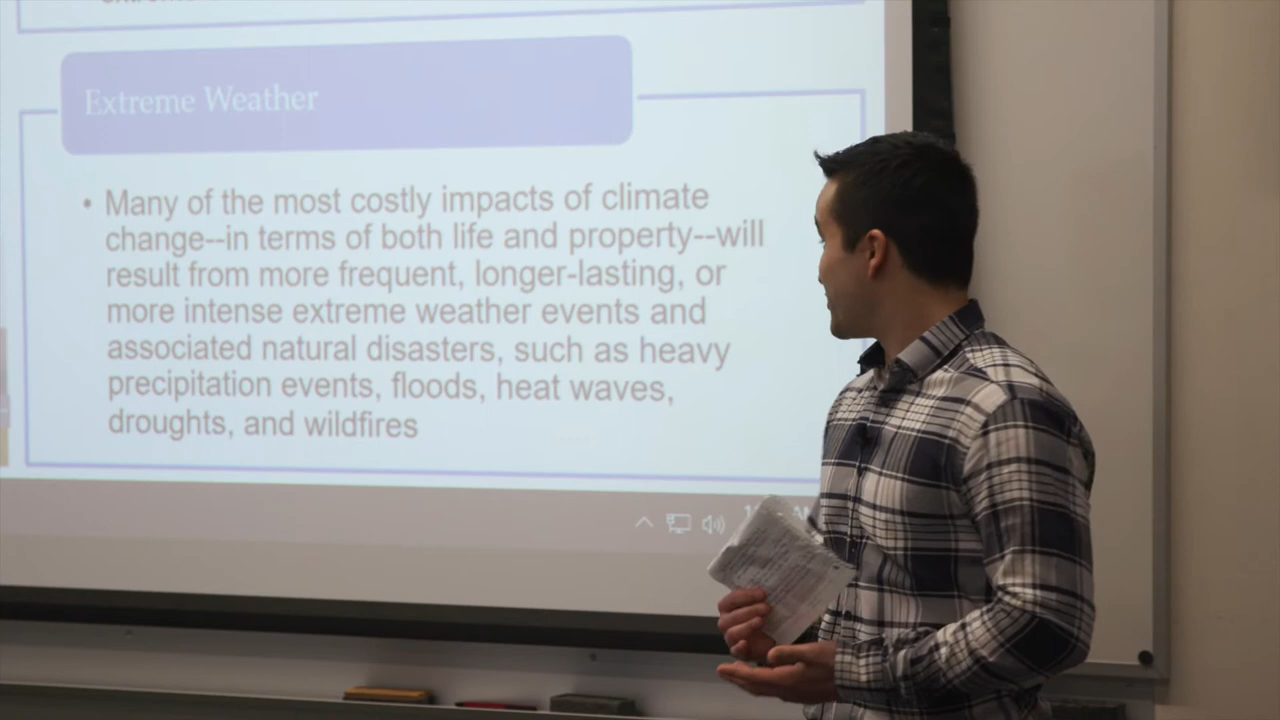 Extreme Weather
• Many of the most costly impacts of climate
change--in terms of both life and property--will
result from more frequent, longer-lasting, or
more intense extreme weather events and
associated natural disasters, such as heavy
precipitation events, floods, heat waves,
droughts, and wildfires